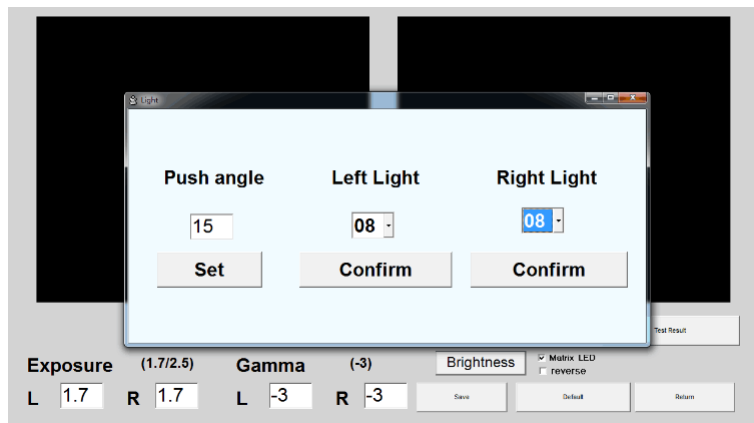 Light
Push angle Left Light Right Light
15 08 08
Set Confirm Confirm
Test Result
Exposure (1.7/2.5) Gamma (-3) Brightness Matrix LED
reverse
L 1.7 R 1.7 L -3 R -3 Save Default Return